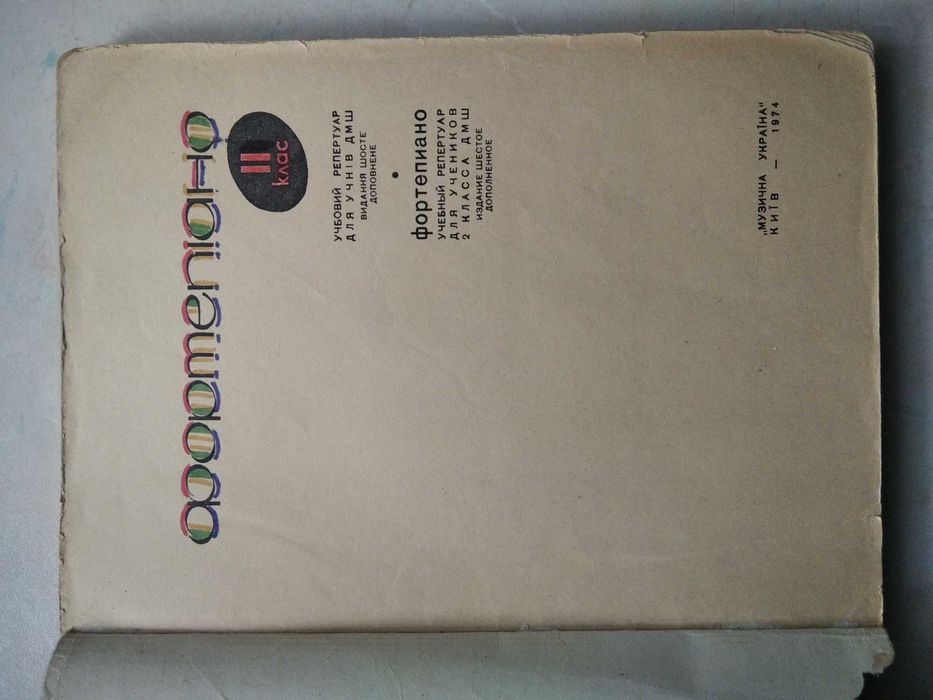 фортепіано
II
клас
УЧБОВИЙ РЕПЕРТУАР
ДЛЯ УЧНІВ ДМШ
ВИДАННЯ ШОСТЕ
ДОПОВНЕНЕ
•
фортепиано
УЧЕБНЫЙ РЕПЕРТУАР
ДЛЯ УЧЕНИКОВ
2 КЛАССА ДМШ
ИЗДАНИЕ ШЕСТОЕ
ДОПОЛНЕННОЕ
„МУЗИЧНА УКРАЇНА“
КИЇВ — 1974